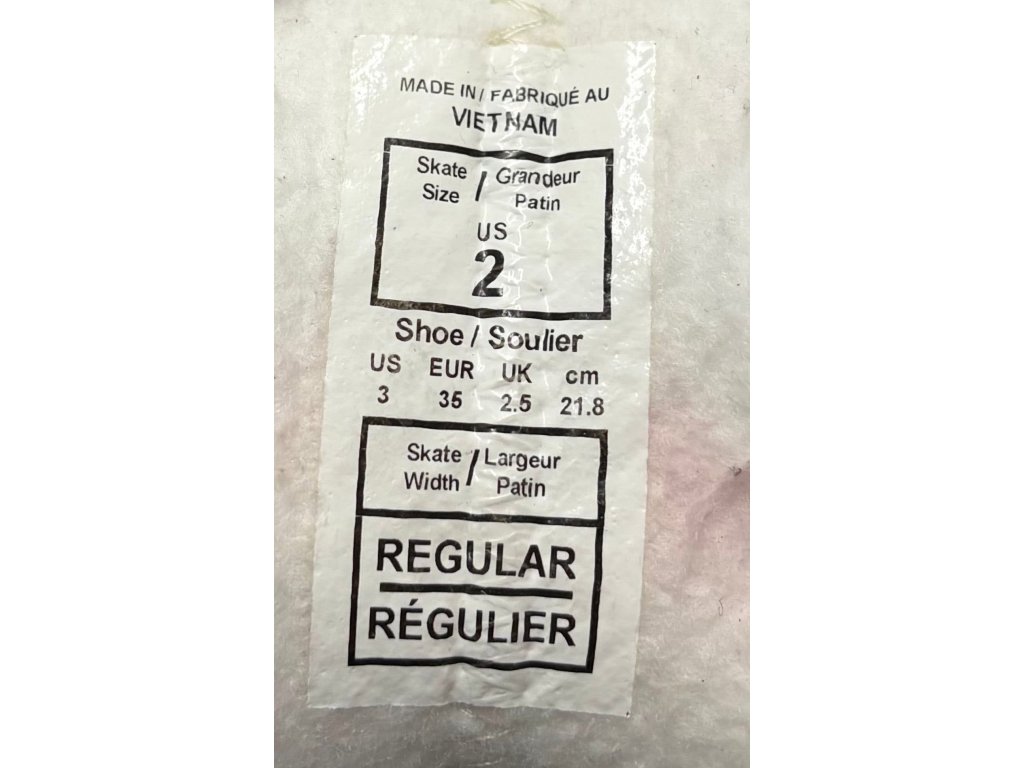 MADE IN / FABRIQUÉ AU
VIETNAM
Skate Size / Grandeur Patin
US
2
Shoe / Soulier
US EUR UK cm
3 35 2.5 21.8
Skate Width / Largeur Patin
REGULAR
RÉGULIER